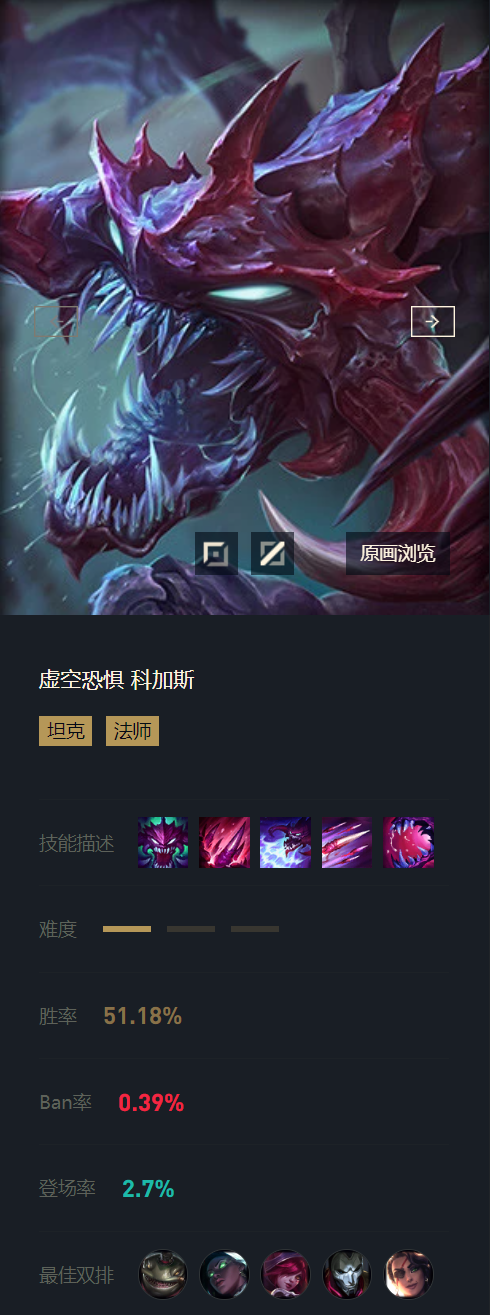 原画浏览
虚空恐惧 科加斯
坦克 法师
技能描述
难度
胜率 51.18%
Ban率 0.39%
登场率 2.7%
最佳双排